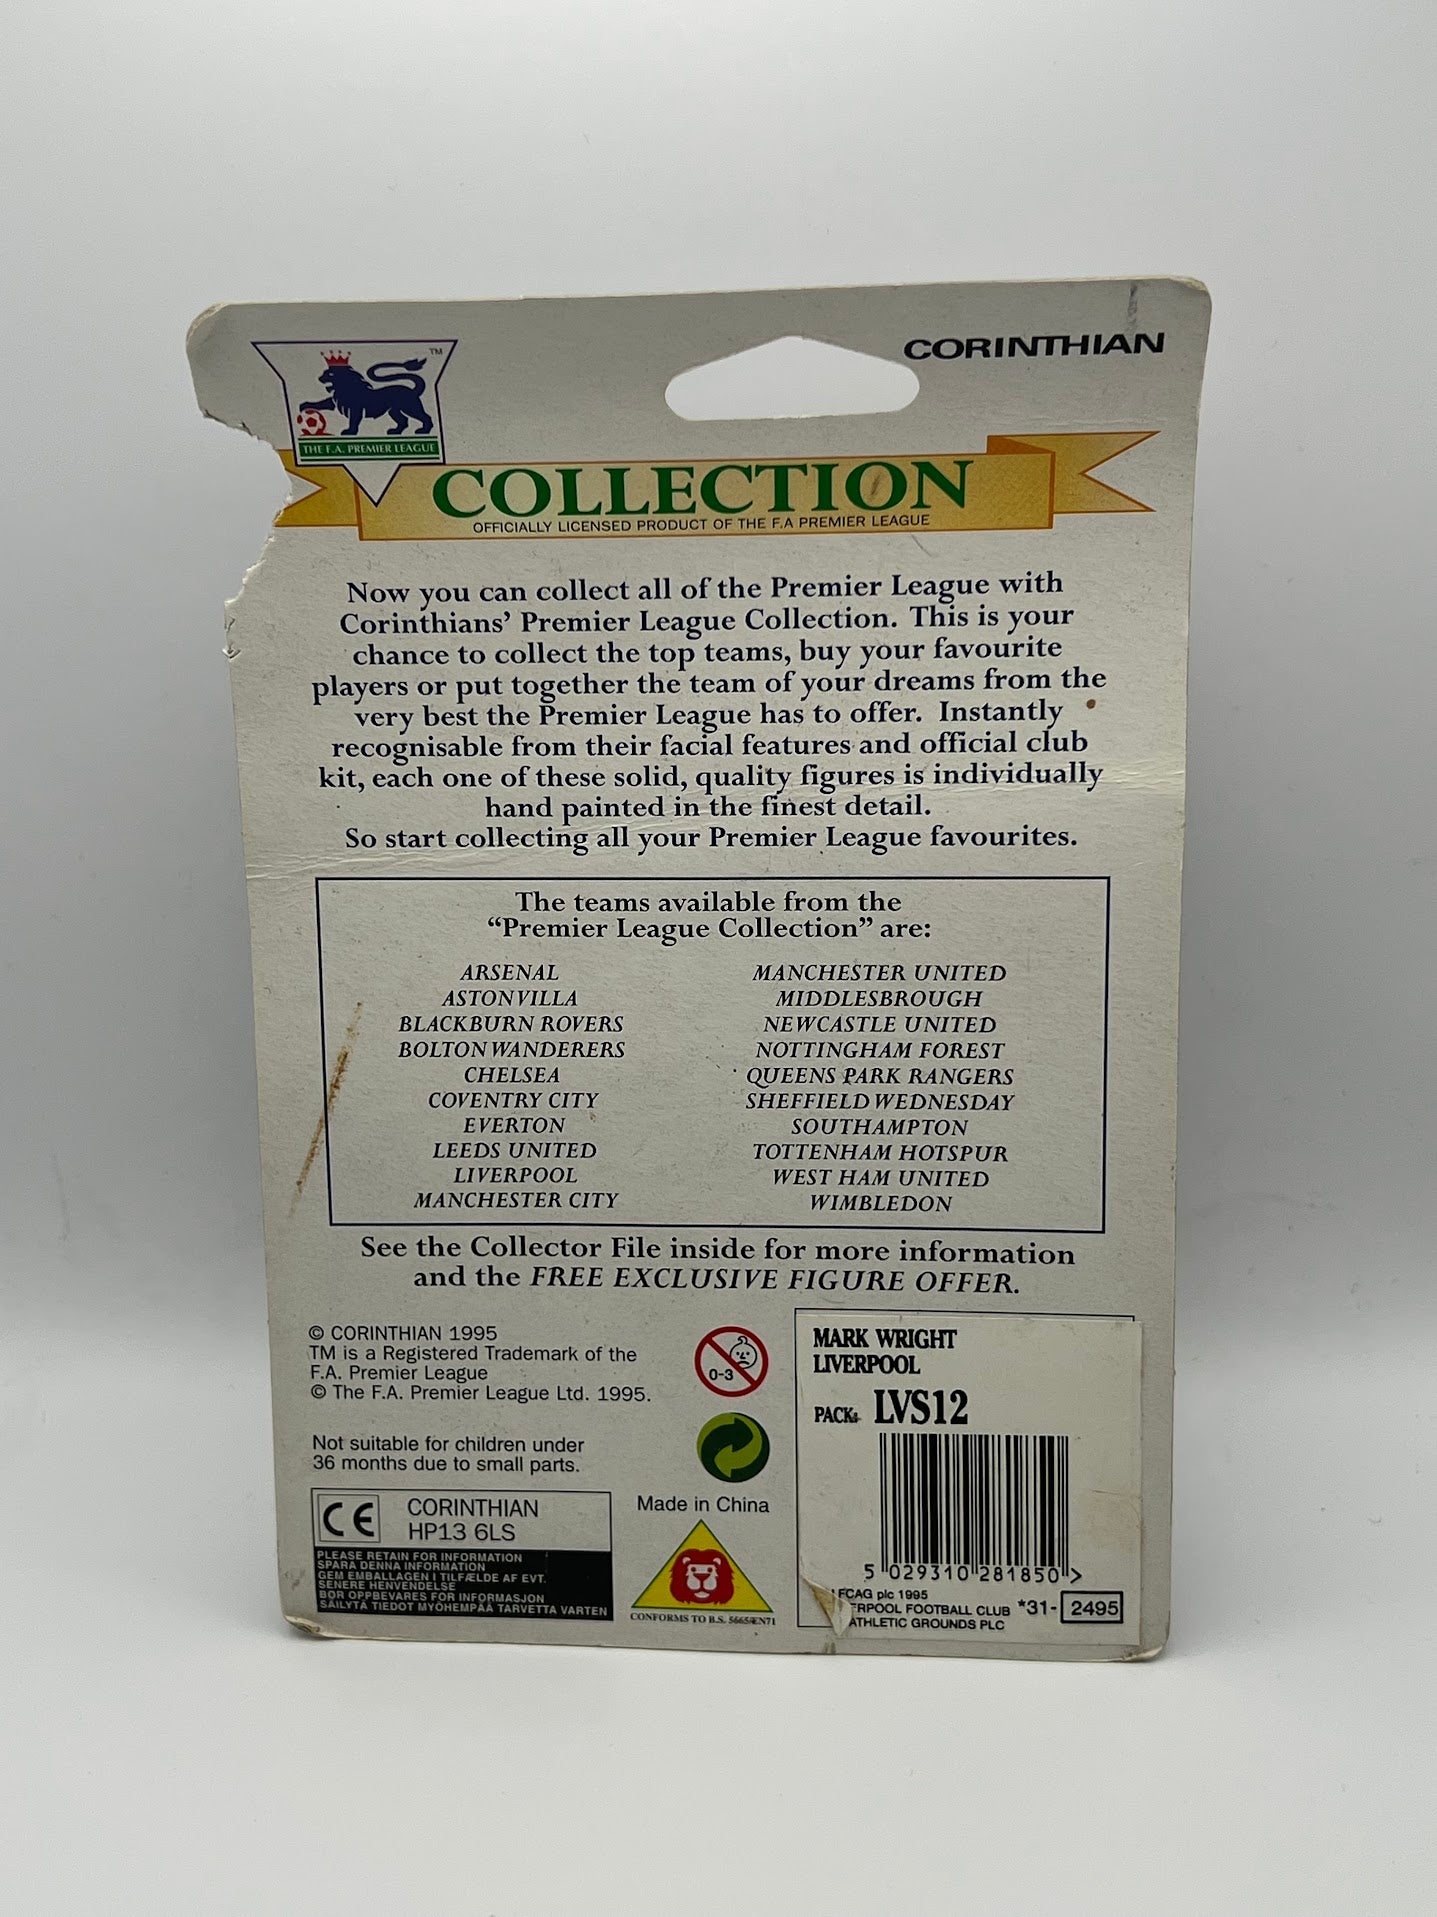 CORINTHIAN
TM
THE F.A. PREMIER LEAGUE
COLLECTION
OFFICIALLY LICENSED PRODUCT OF THE F.A PREMIER LEAGUE
Now you can collect all of the Premier League with
Corinthians’ Premier League Collection. This is your
chance to collect the top teams, buy your favourite
players or put together the team of your dreams from the
very best the Premier League has to offer. Instantly
recognisable from their facial features and official club
kit, each one of these solid, quality figures is individually
hand painted in the finest detail.
So start collecting all your Premier League favourites.
The teams available from the
“Premier League Collection” are:
ARSENAL
ASTON VILLA
BLACKBURN ROVERS
BOLTON WANDERERS
CHELSEA
COVENTRY CITY
EVERTON
LEEDS UNITED
LIVERPOOL
MANCHESTER CITY
MANCHESTER UNITED
MIDDLESBROUGH
NEWCASTLE UNITED
NOTTINGHAM FOREST
QUEENS PARK RANGERS
SHEFFIELD WEDNESDAY
SOUTHAMPTON
TOTTENHAM HOTSPUR
WEST HAM UNITED
WIMBLEDON
See the Collector File inside for more information
and the FREE EXCLUSIVE FIGURE OFFER.
© CORINTHIAN 1995
TM is a Registered Trademark of the
F.A. Premier League
© The F.A. Premier League Ltd. 1995.
Not suitable for children under
36 months due to small parts.
CE
CORINTHIAN
HP13 6LS
PLEASE RETAIN FOR INFORMATION
SPARA DENNA INFORMATION
GEM EMBALLAGEN I TILFÆLDE AF EVT.
SENERE HENVENDELSE
BØR OPPBEVARES FOR INFORMASJON
SÄILYTÄ TIEDOT MYÖHEMPÄÄ TARVETTA VARTEN
0-3
Made in China
CONFORMS TO B.S. 5665/EN71
MARK WRIGHT
LIVERPOOL
PACK: LVS12
5 029310 281850 >
LFCAG plc 1995
ERPOOL FOOTBALL CLUB
ATHLETIC GROUNDS PLC
*31- 2495